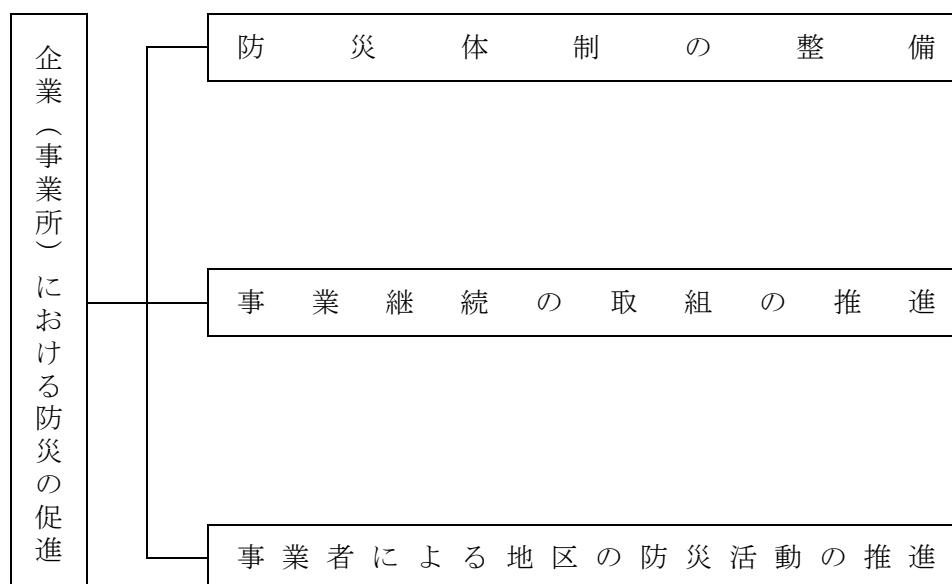 企業（事業所）における防災の促進
防災体制の整備
事業継続の取組の推進
事業者による地区の防災活動の推進